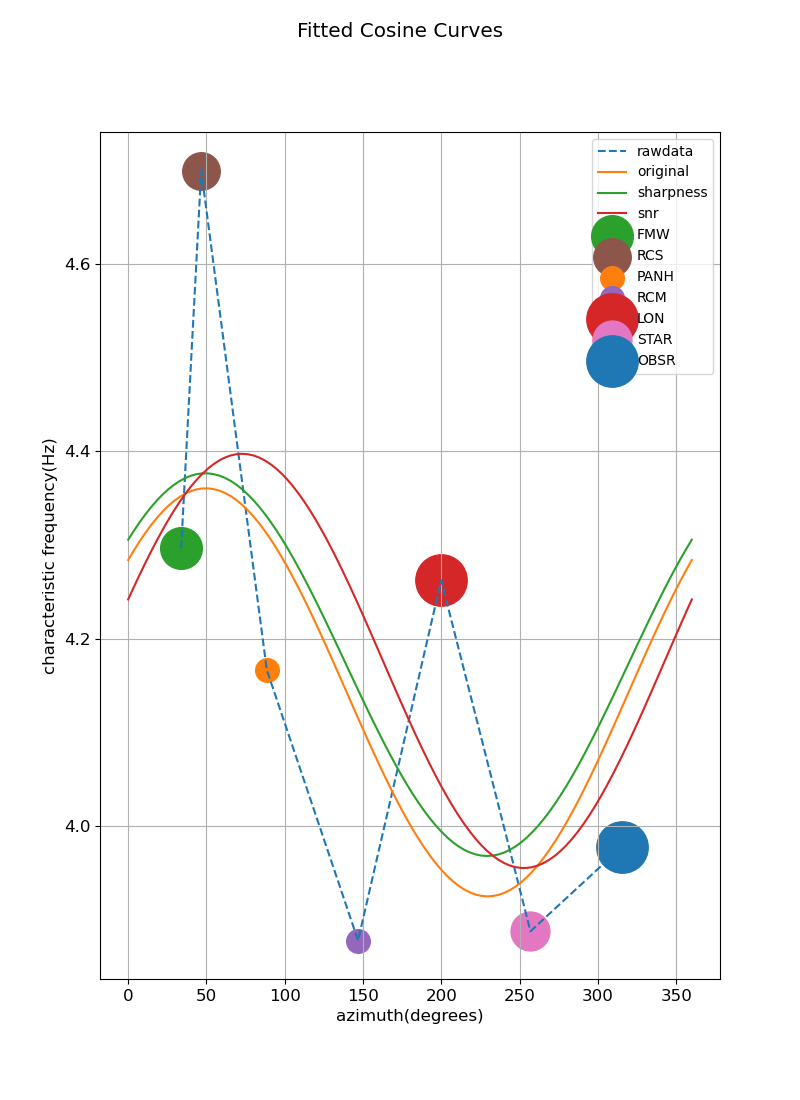 Fitted Cosine Curves
rawdata
original
sharpness
snr
FMW
RCS
PANH
RCM
LON
STAR
OBSR
characteristic frequency(Hz)
4.6
4.4
4.2
4.0
0 50 100 150 200 250 300 350
azimuth(degrees)